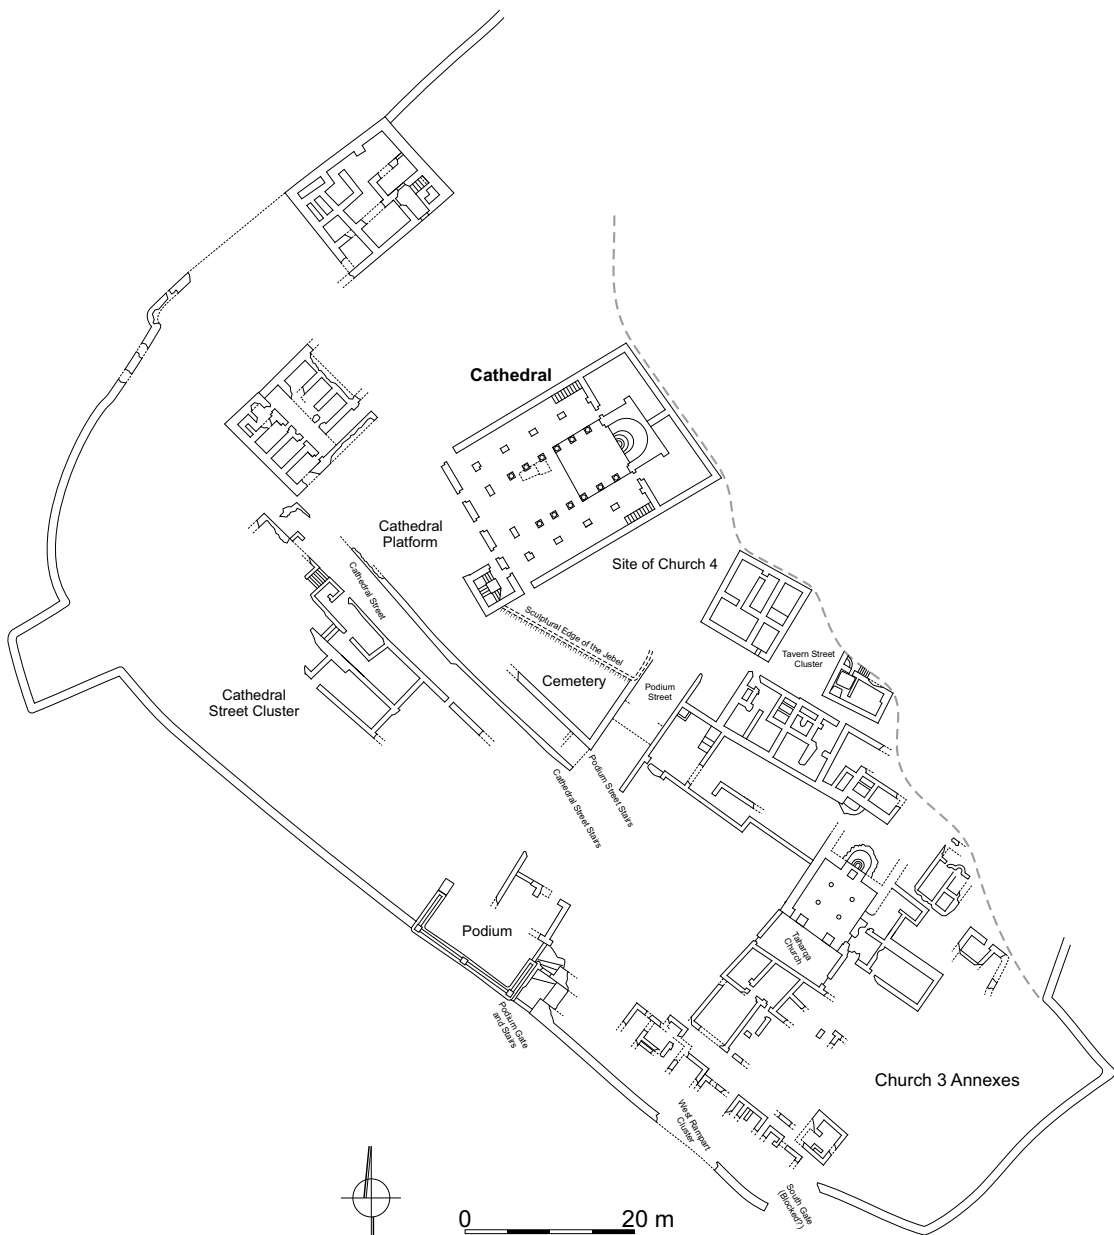 Cathedral
Cathedral
Platform
Cathedral Street
Site of Church 4
Sculptural Edge of the Jebel
Tavern Street
Cluster
Cemetery
Podium
Street
Cathedral
Street Cluster
Podium Street Stairs
Cathedral Street Stairs
Podium
Taharqa
Church
Podium Gate
and Stairs
Church 3 Annexes
West Rampart
Cluster
South Gate
(Blocked?)
0 20 m